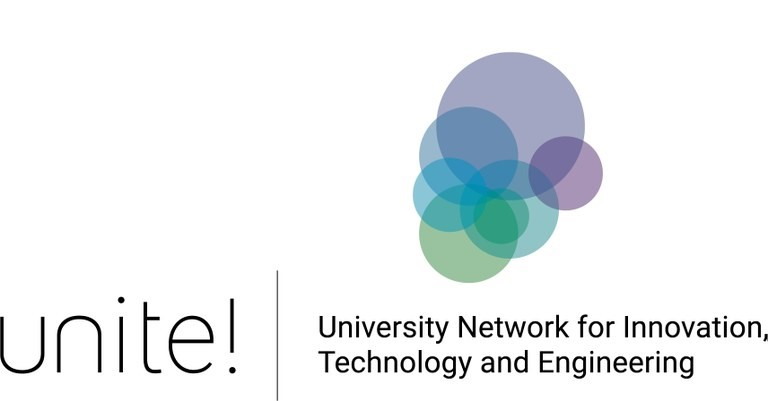 unite!
University Network for Innovation,
Technology and Engineering